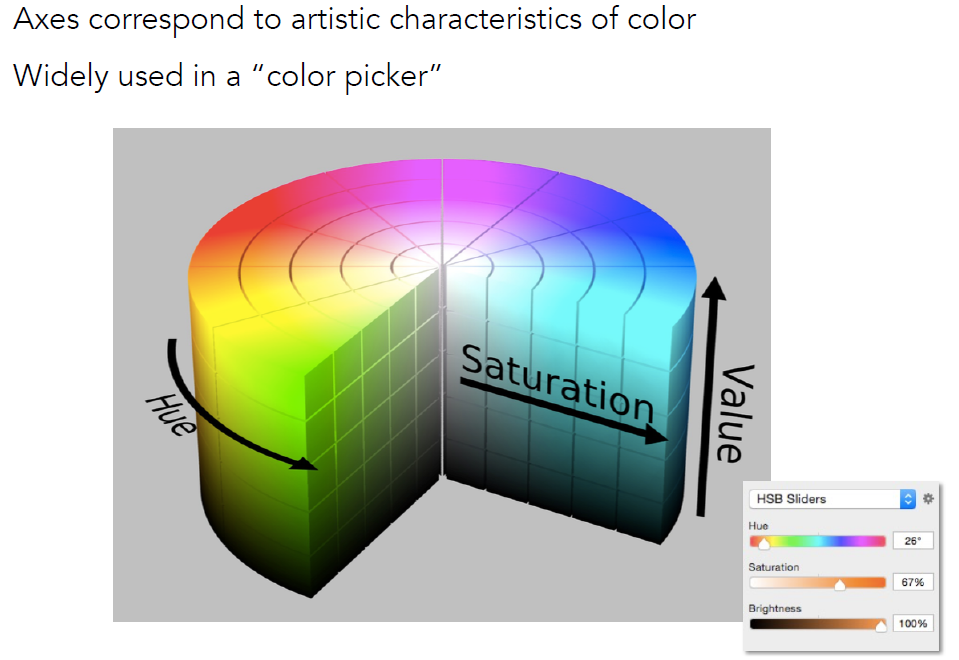 Axes correspond to artistic characteristics of color
Widely used in a “color picker”
Hue
Saturation
Value
HSB Sliders
Hue
26°
Saturation
67%
Brightness
100%